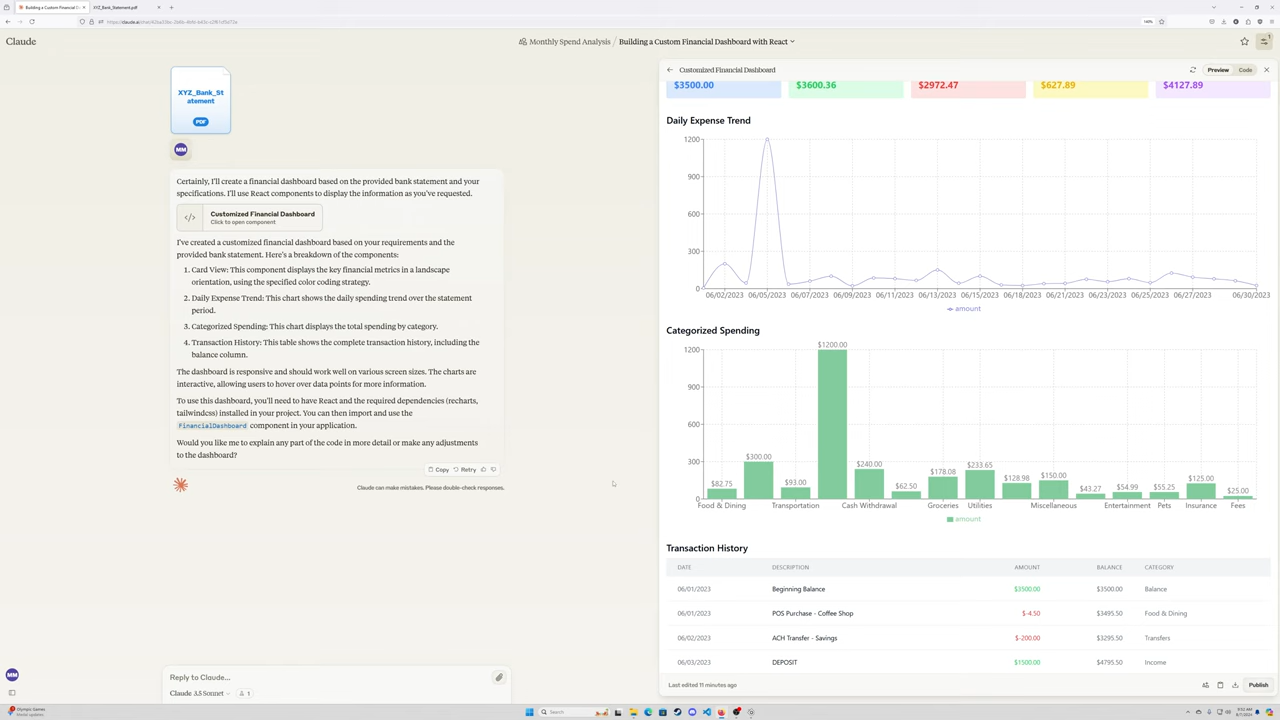 Building a Custom Financial D
XYZ_Bank_Statement.pdf
140%
Claude
Monthly Spend Analysis / Building a Custom Financial Dashboard with React
XYZ_Bank_St
atement
PDF
MM
Certainly, I'll create a financial dashboard based on the provided bank statement and your
specifications. I'll use React components to display the information as you've requested.
Customized Financial Dashboard
Click to open component
I've created a customized financial dashboard based on your requirements and the
provided bank statement. Here's a breakdown of the components:
1. Card View: This component displays the key financial metrics in a landscape
orientation, using the specified color coding strategy.
2. Daily Expense Trend: This chart shows the daily spending trend over the statement
period.
3. Categorized Spending: This chart displays the total spending by category.
4. Transaction History: This table shows the complete transaction history, including the
balance column.
The dashboard is responsive and should work well on various screen sizes. The charts are
interactive, allowing users to hover over data points for more information.
To use this dashboard, you'll need to have React and the required dependencies (recharts,
tailwindcss) installed in your project. You can then import and use the
FinancialDashboard component in your application.
Would you like me to explain any part of the code in more detail or make any adjustments
to the dashboard?
Copy Retry
Claude can make mistakes. Please double-check responses.
MM
Reply to Claude...
Claude 3.5 Sonnet
1
Customized Financial Dashboard
Preview Code
$3500.00 $3600.36 $2972.47 $627.89 $4127.89
Daily Expense Trend
1200
900
600
300
0
06/02/2023 06/05/2023 06/07/2023 06/09/2023 06/11/2023 06/13/2023 06/15/2023 06/18/2023 06/21/2023 06/23/2023 06/25/2023 06/27/2023 06/30/2023
amount
Categorized Spending
1200
900
600
300
0
$82.75 $300.00 $93.00 $1200.00 $240.00 $62.50 $178.08 $233.65 $128.98 $150.00 $43.27 $54.99 $55.25 $125.00 $25.00
Food & Dining Transportation Cash Withdrawal Groceries Utilities Miscellaneous Entertainment Pets Insurance Fees
amount
Transaction History
DATE DESCRIPTION AMOUNT BALANCE CATEGORY
06/01/2023 Beginning Balance $3500.00 $3500.00 Balance
06/01/2023 POS Purchase - Coffee Shop $-4.50 $3495.50 Food & Dining
06/02/2023 ACH Transfer - Savings $-200.00 $3295.50 Transfers
06/03/2023 DEPOSIT $1500.00 $4795.50 Income
Last edited 11 minutes ago
Publish
Olympic Games
Search
9:52 AM
8/7/2024